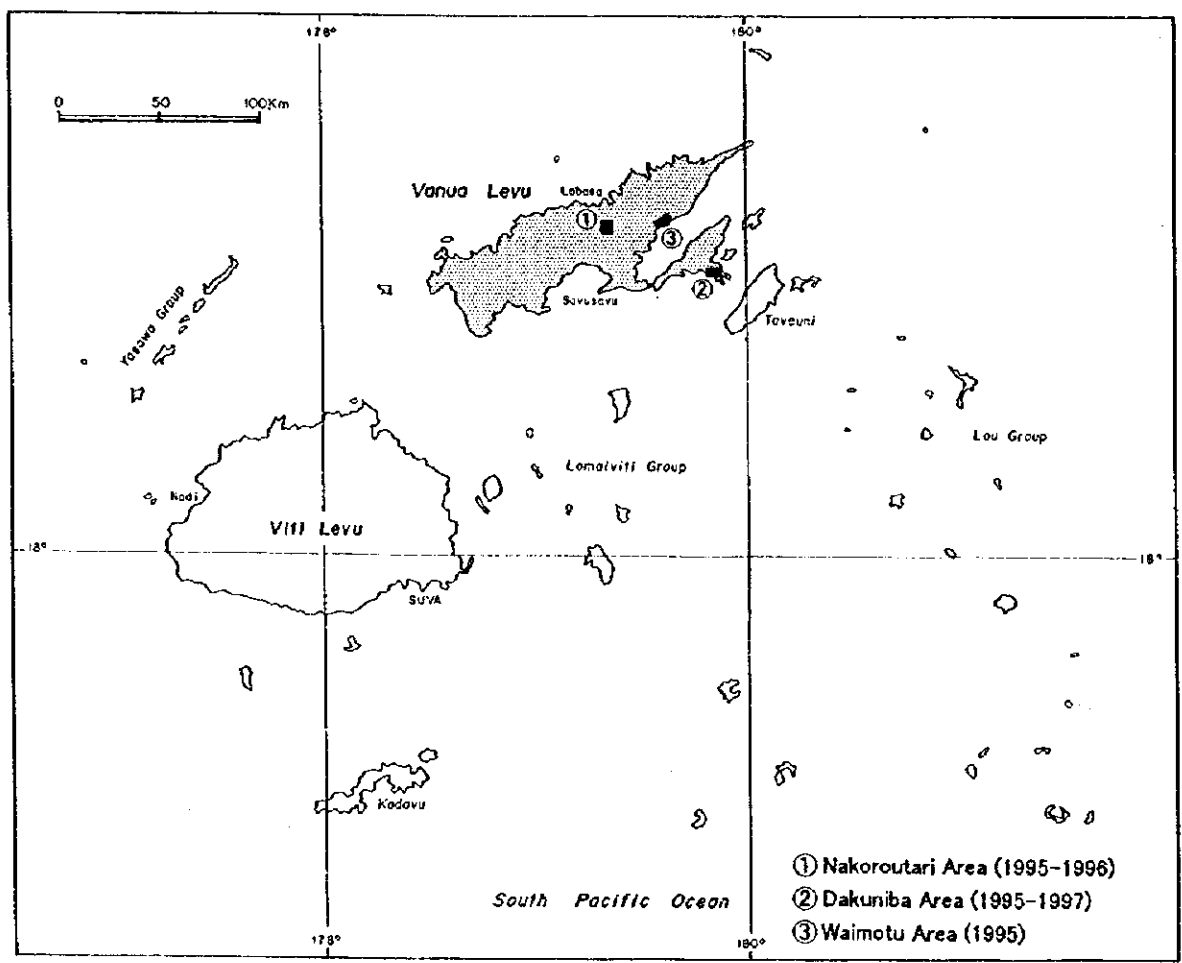 178°
180°
0 50 100Km
Vanua Levu
Labasa
①
③
②
Savusavu
Taveuni
Yasawa Group
Lau Group
Lomaiviti Group
Nadi
Viti Levu
18°
18°
SUVA
Kadavu
① Nakoroutari Area (1995-1996)
South Pacific Ocean
② Dakuniba Area (1995-1997)
③ Waimotu Area (1995)
178°
180°